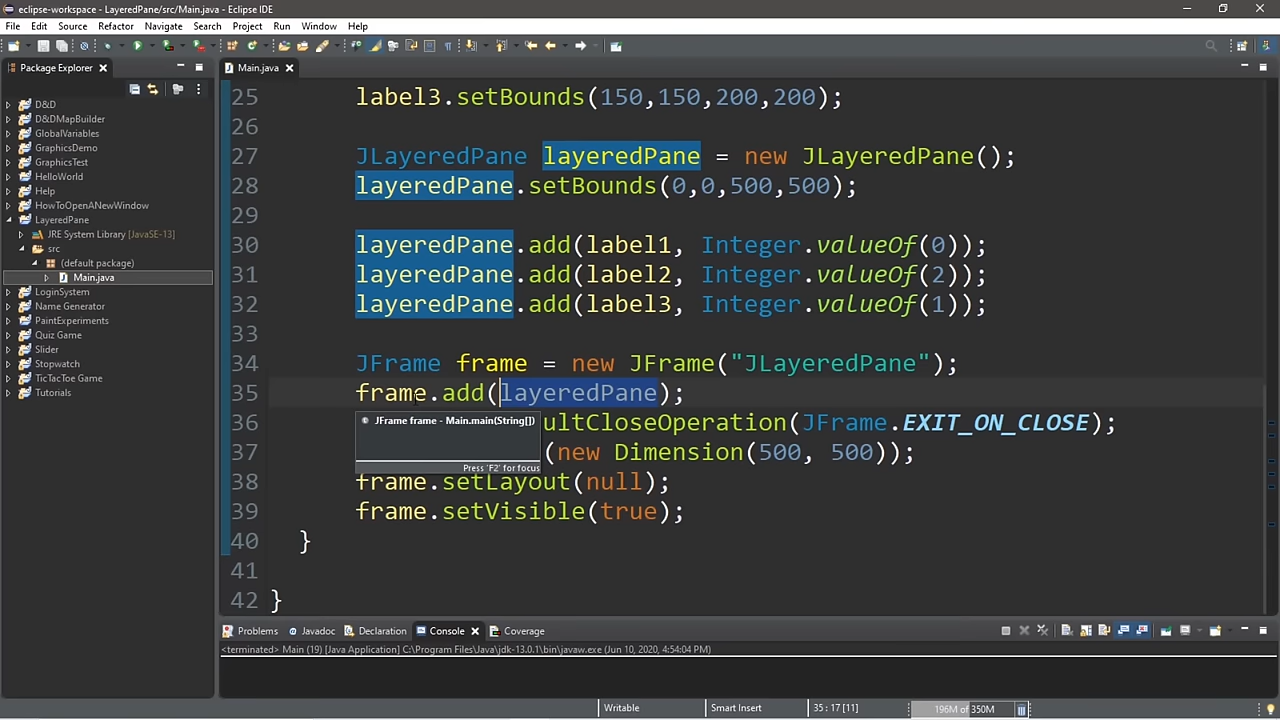 eclipse-workspace - LayeredPane/src/Main.java - Eclipse IDE
File Edit Source Refactor Navigate Search Project Run Window Help
Package Explorer
D&D
D&DMapBuilder
GlobalVariables
GraphicsDemo
GraphicsTest
HelloWorld
Help
HowToOpenANewWindow
LayeredPane
JRE System Library [JavaSE-13]
src
(default package)
Main.java
LoginSystem
Name Generator
PaintExperiments
Quiz Game
Slider
Stopwatch
TicTacToe Game
Tutorials
Main.java
25 label3.setBounds(150,150,200,200);
26
27 JLayeredPane layeredPane = new JLayeredPane();
28 layeredPane.setBounds(0,0,500,500);
29
30 layeredPane.add(label1, Integer.valueOf(0));
31 layeredPane.add(label2, Integer.valueOf(2));
32 layeredPane.add(label3, Integer.valueOf(1));
33
34 JFrame frame = new JFrame("JLayeredPane");
35 frame.add(layeredPane);
36 ultCloseOperation(JFrame.EXIT_ON_CLOSE);
37 (new Dimension(500, 500));
38 frame.setLayout(null);
39 frame.setVisible(true);
40 }
41
42 }
JFrame frame - Main.main(String[])
Press 'F2' for focus
Problems Javadoc Declaration Console Coverage
<terminated> Main (19) [Java Application] C:\Program Files\Java\jdk-13.0.1\bin\javaw.exe (Jun 10, 2020, 4:54:04 PM)
Writable Smart Insert 35 : 17 [11] 196M of 350M